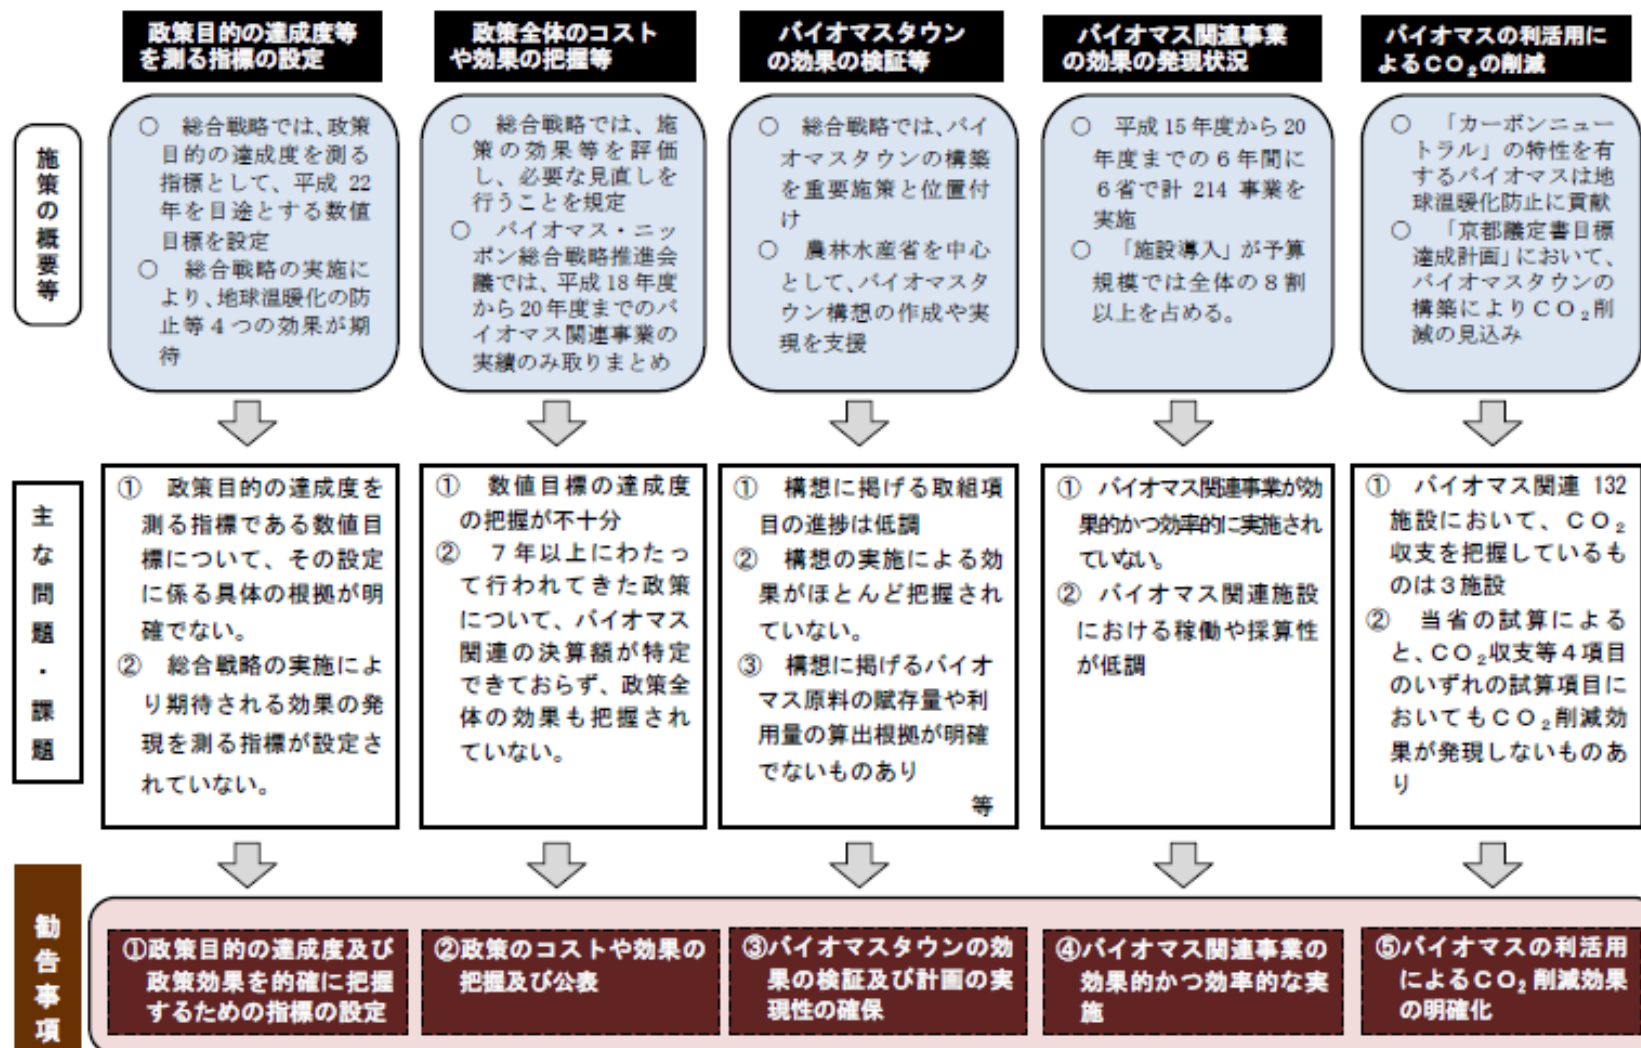 政策目的の達成度等
を測る指標の設定
政策全体のコスト
や効果の把握等
バイオマスタウン
の効果の検証等
バイオマス関連事業
の効果の発現状況
バイオマスの利活用に
よるCO₂の削減
施策の概要等
○ 総合戦略では、政策
目的の達成度を測る
指標として、平成 22
年を目途とする数値
目標を設定
○ 総合戦略の実施に
より、地球温暖化の防
止等4つの効果が期
待
○ 総合戦略では、施
策の効果等を評価
し、必要な見直しを
行うことを規定
○ バイオマス・ニッ
ポン総合戦略推進会
議では、平成 18 年度
から 20 年度までのバ
イオマス関連事業の
実績のみ取りまとめ
○ 総合戦略では、バイ
オマスタウンの構築
を重要施策と位置付
け
○ 農林水産省を中心
として、バイオマスタ
ウン構想の作成や実
現を支援
○ 平成 15 年度から 20
年度までの6年間に
6省で計 214 事業を
実施
○ 「施設導入」が予算
規模では全体の8割
以上を占める。
○ 「カーボンニュー
トラル」の特性を有
するバイオマスは地
球温暖化防止に貢献
○ 「京都議定書目標
達成計画」において、
バイオマスタウンの
構築によりCO₂削
減の見込み
主な問題・課題
① 政策目的の達成度を
測る指標である数値目
標について、その設定
に係る具体の根拠が明
確でない。
② 総合戦略の実施によ
り期待される効果の発
現を測る指標が設定さ
れていない。
① 数値目標の達成度
の把握が不十分
② 7年以上にわたっ
て行われてきた政策
について、バイオマス
関連の決算額が特定
できておらず、政策全
体の効果も把握され
ていない。
① 構想に掲げる取組項
目の進捗は低調
② 構想の実施による効
果がほとんど把握され
ていない。
③ 構想に掲げるバイオ
マス原料の賦存量や利
用量の算出根拠が明確
でないものあり
等
① バイオマス関連事業が効
果的かつ効率的に実施され
ていない。
② バイオマス関連施設
における稼働や採算性
が低調
① バイオマス関連 132
施設において、CO₂
収支を把握しているも
のは3施設
② 当省の試算による
と、CO₂収支等4項目
のいずれの試算項目に
おいてもCO₂削減効
果が発現しないものあ
り
勧告事項
①政策目的の達成度及び
政策効果を的確に把握
するための指標の設定
②政策のコストや効果の
把握及び公表
③バイオマスタウンの効
果の検証及び計画の実
現性の確保
④バイオマス関連事業の
効果的かつ効率的な実
施
⑤バイオマスの利活用
によるCO₂削減効果
の明確化